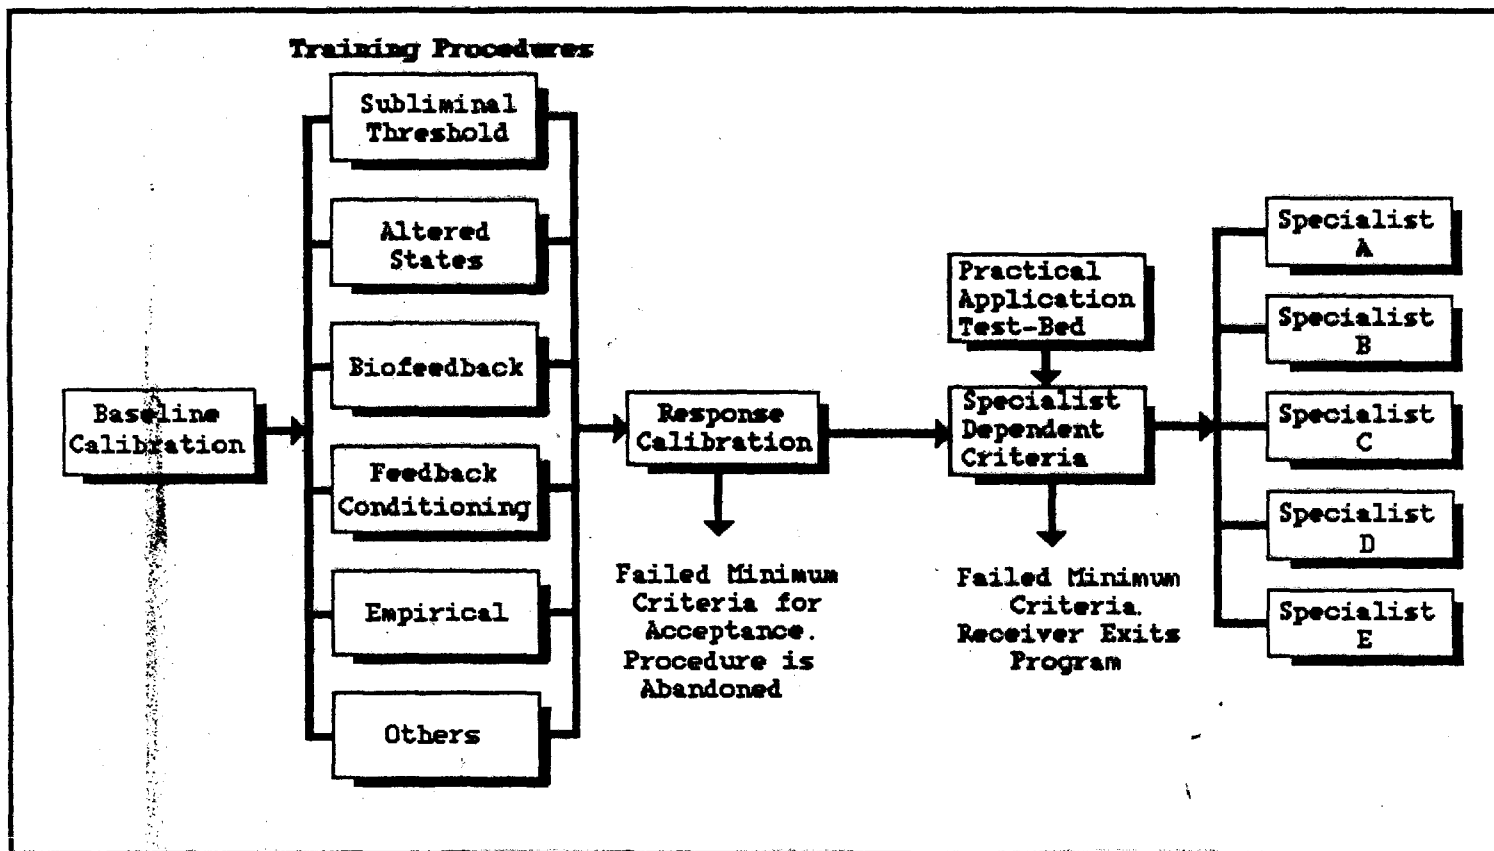 Training Procedures
Subliminal
Threshold
Altered
States
Biofeedback
Feedback
Conditioning
Empirical
Others
Baseline
Calibration
Response
Calibration
Failed Minimum
Criteria for
Acceptance.
Procedure is
Abandoned
Practical
Application
Test-Bed
Specialist
Dependent
Criteria
Failed Minimum
Criteria.
Receiver Exits
Program
Specialist
A
Specialist
B
Specialist
C
Specialist
D
Specialist
E